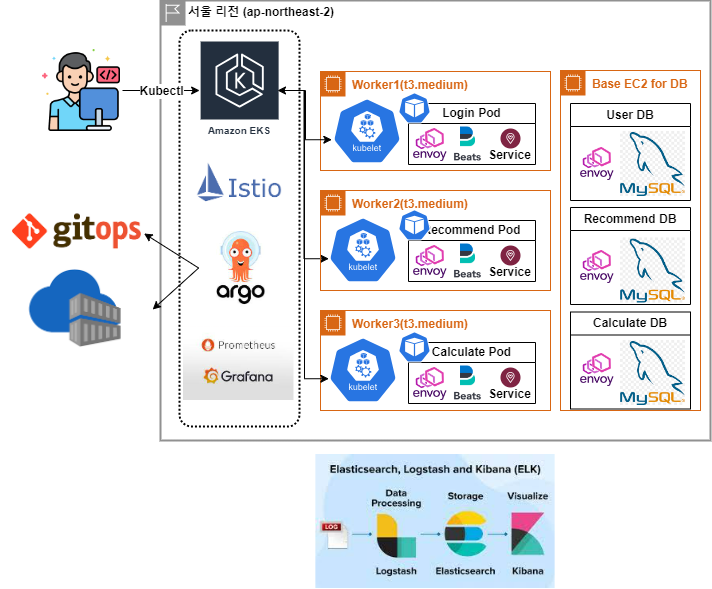 서울 리전 (ap-northeast-2)
Kubectl
Amazon EKS
Istio
gitops
argo
Prometheus
Grafana
Worker1(t3.medium)
kubelet
Login Pod
envoy
Beats
Service
Worker2(t3.medium)
kubelet
ecommend Pod
envoy
Beats
Service
Worker3(t3.medium)
kubelet
Calculate Pod
envoy
Beats
Service
Base EC2 for DB
User DB
envoy
MySQL
Recommend DB
envoy
MySQL
Calculate DB
envoy
MySQL
Elasticsearch, Logstash and Kibana (ELK)
Data
Processing
Storage
Visualize
LOG
Logstash
Elasticsearch
Kibana